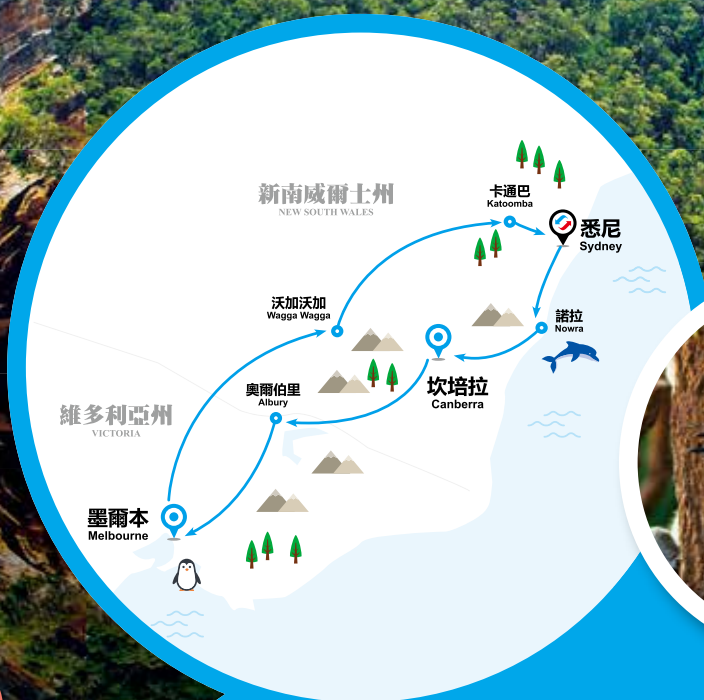 新南威爾士州
NEW SOUTH WALES
卡通巴
Katoomba
悉尼
Sydney
沃加沃加
Wagga Wagga
諾拉
Nowra
坎培拉
Canberra
奧爾伯里
Albury
維多利亞州
VICTORIA
墨爾本
Melbourne